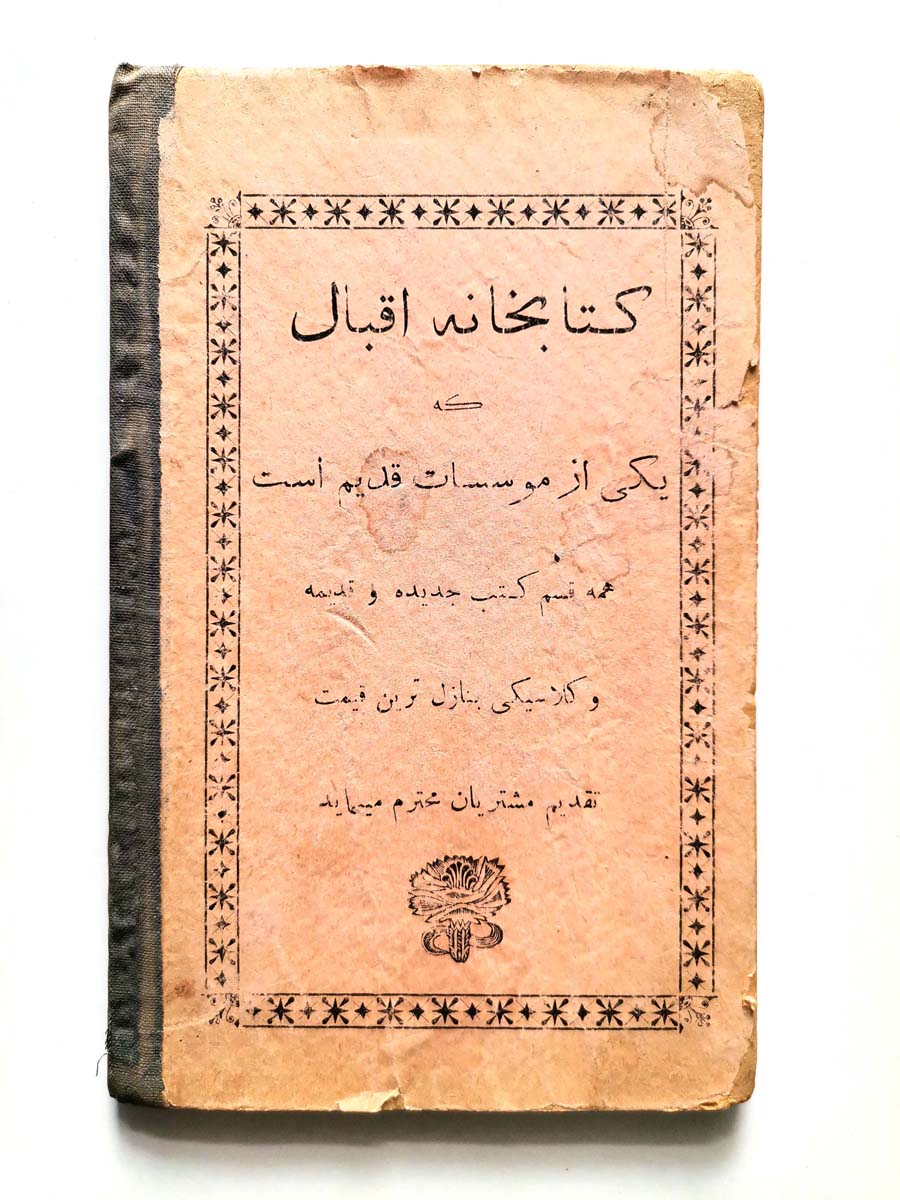 کتابخانه اقبال
که
یکی از موسسات قدیم است
همه قسم کتب جدیده و قدیمه
و کلاسیکی بنازل ترین قیمت
تقدیم مشتریان محترم مینماید